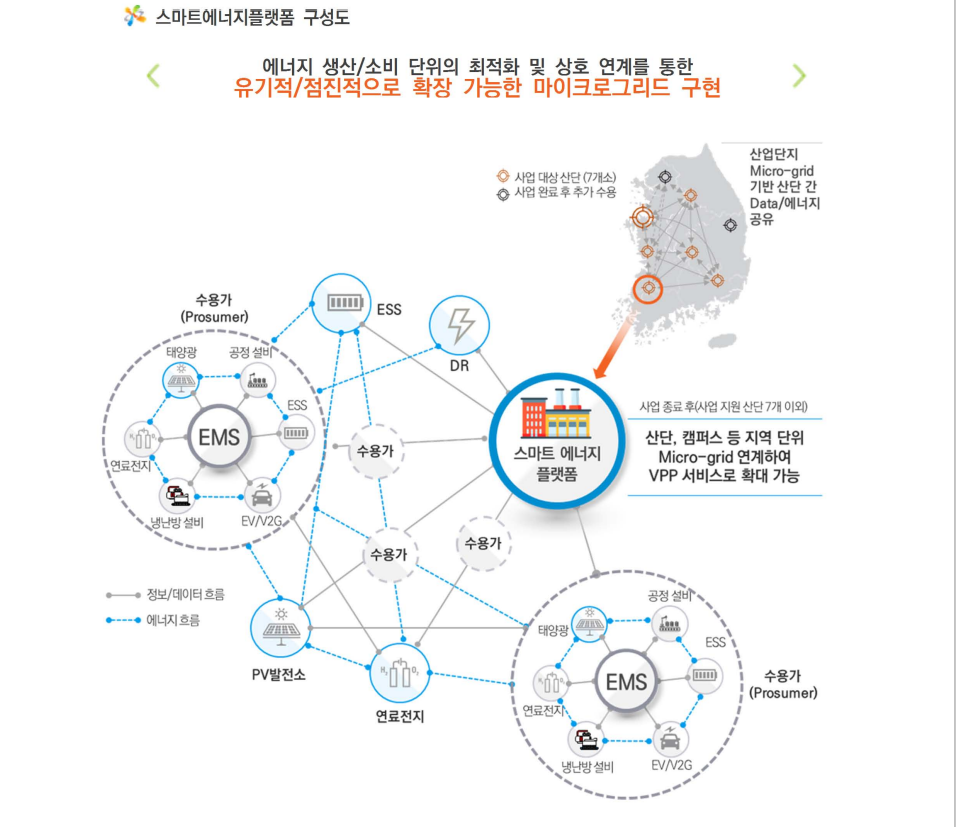 스마트에너지플랫폼 구성도
에너지 생산/소비 단위의 최적화 및 상호 연계를 통한
유기적/점진적으로 확장 가능한 마이크로그리드 구현
사업 대상 산단 (7개소)
사업 완료 후 추가 수용
산업단지
Micro-grid
기반 산단 간
Data/에너지
공유
수용가
(Prosumer)
태양광
공정 설비
ESS
EMS
연료전지
H₂
O₂
냉난방 설비
EV/V2G
ESS
DR
스마트 에너지
플랫폼
사업 종료 후(사업 지원 산단 7개 이외)
산단, 캠퍼스 등 지역 단위
Micro-grid 연계하여
VPP 서비스로 확대 가능
수용가
수용가
수용가
정보/데이터 흐름
에너지 흐름
PV발전소
H₂
O₂
연료전지
태양광
공정 설비
ESS
EMS
H₂
O₂
연료전지
냉난방 설비
EV/V2G
수용가
(Prosumer)